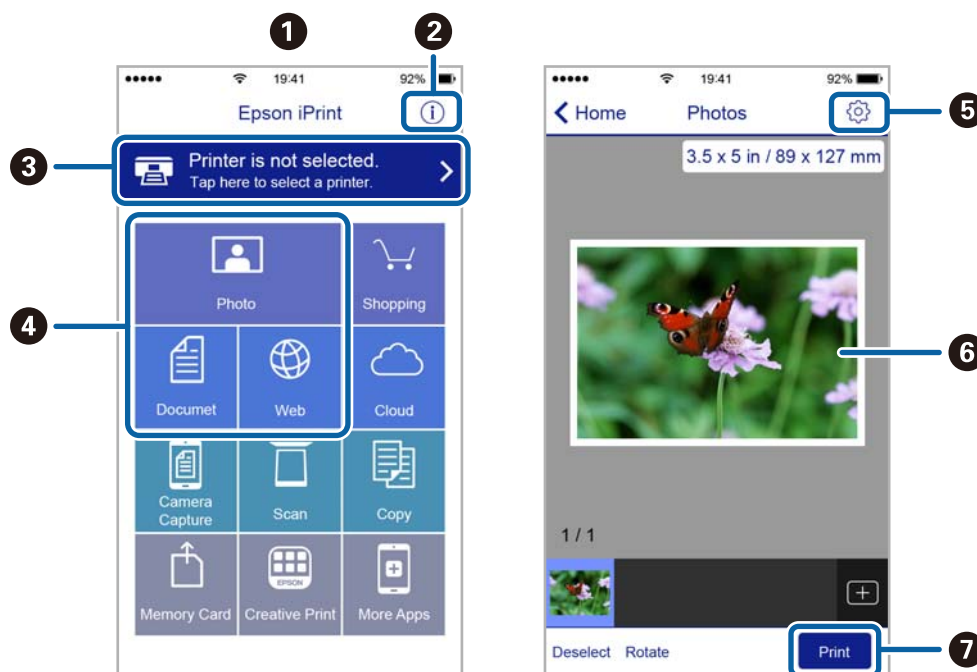 1
2
19:41
92%
Epson iPrint
3
Printer is not selected.
Tap here to select a printer.
4
Photo
Shopping
Documet
Web
Cloud
Camera
Capture
Scan
Copy
EPSON
Memory Card
Creative Print
More Apps
19:41
92%
Home
Photos
5
3.5 x 5 in / 89 x 127 mm
6
1 / 1
Deselect
Rotate
Print
7